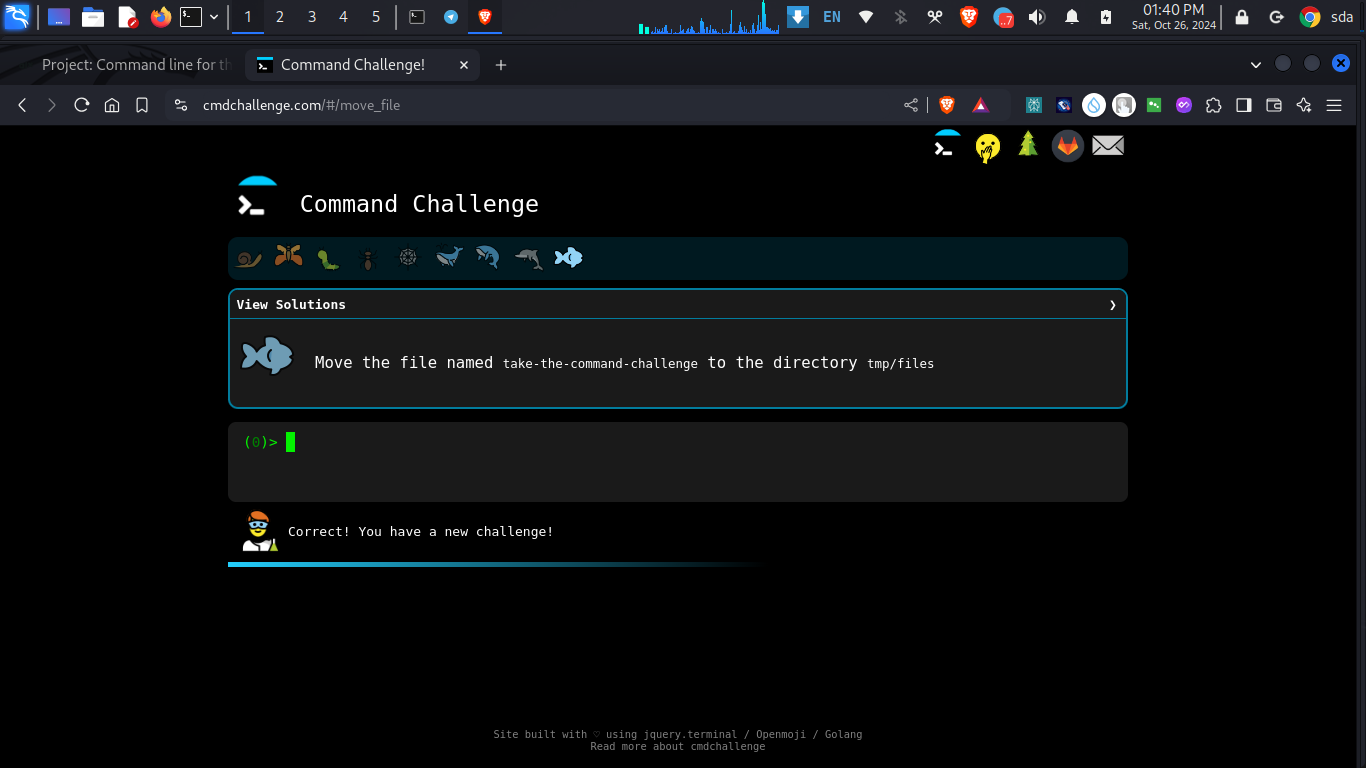 1 2 3 4 5 EN ..7 01:40 PM sda
Sat, Oct 26, 2024
Project: Command line for th Command Challenge!
cmdchallenge.com/#/move_file
Command Challenge
View Solutions
Move the file named take-the-command-challenge to the directory tmp/files
(0)>
Correct! You have a new challenge!
Site built with ♡ using jquery.terminal / Openmoji / Golang
Read more about cmdchallenge